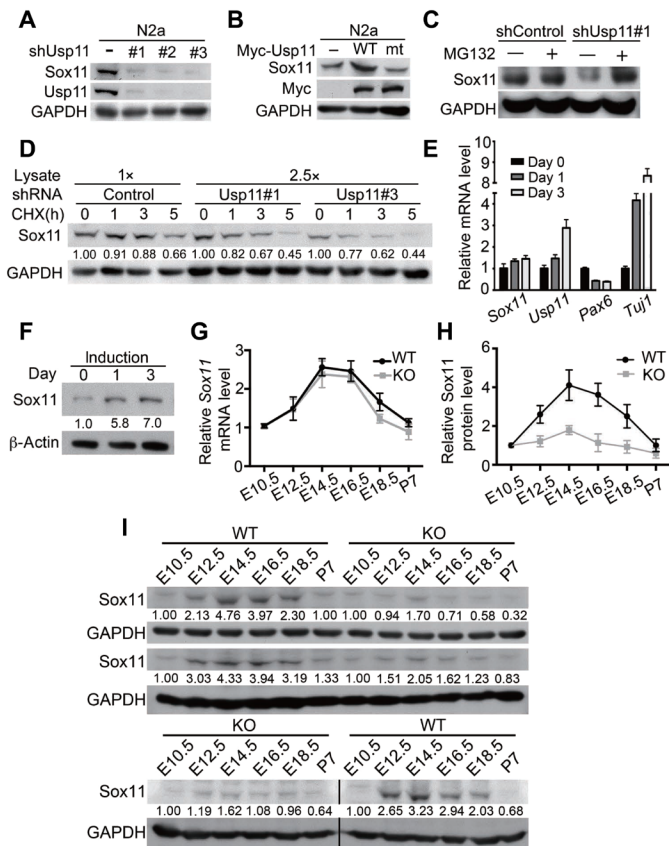 A
N2a
shUsp11 – #1 #2 #3
Sox11
Usp11
GAPDH
B
N2a
Myc-Usp11 – WT mt
Sox11
Myc
GAPDH
C
shControl shUsp11#1
MG132 — + — +
Sox11
GAPDH
D
Lysate 1× 2.5×
shRNA Control Usp11#1 Usp11#3
CHX(h) 0 1 3 5 0 1 3 5 0 1 3 5
Sox11
1.00 0.91 0.88 0.66 1.00 0.82 0.67 0.45 1.00 0.77 0.62 0.44
GAPDH
E
Relative mRNA level
10
8
6
5
4
3
2
1
0
Day 0
Day 1
Day 3
Sox11 Usp11 Pax6 Tuj1
F
Induction
Day 0 1 3
Sox11
1.0 5.8 7.0
β-Actin
G
Relative Sox11
mRNA level
3
2
1
0
WT
KO
E10.5 E12.5 E14.5 E16.5 E18.5 P7
H
Relative Sox11
protein level
6
4
2
0
WT
KO
E10.5 E12.5 E14.5 E16.5 E18.5 P7
I
WT KO
E10.5 E12.5 E14.5 E16.5 E18.5 P7 E10.5 E12.5 E14.5 E16.5 E18.5 P7
Sox11
1.00 2.13 4.76 3.97 2.30 1.00 1.00 0.94 1.70 0.71 0.58 0.32
GAPDH
Sox11
1.00 3.03 4.33 3.94 3.19 1.33 1.00 1.51 2.05 1.62 1.23 0.83
GAPDH
KO WT
E10.5 E12.5 E14.5 E16.5 E18.5 P7 E10.5 E12.5 E14.5 E16.5 E18.5 P7
Sox11
1.00 1.19 1.62 1.08 0.96 0.64 1.00 2.65 3.23 2.94 2.03 0.68
GAPDH